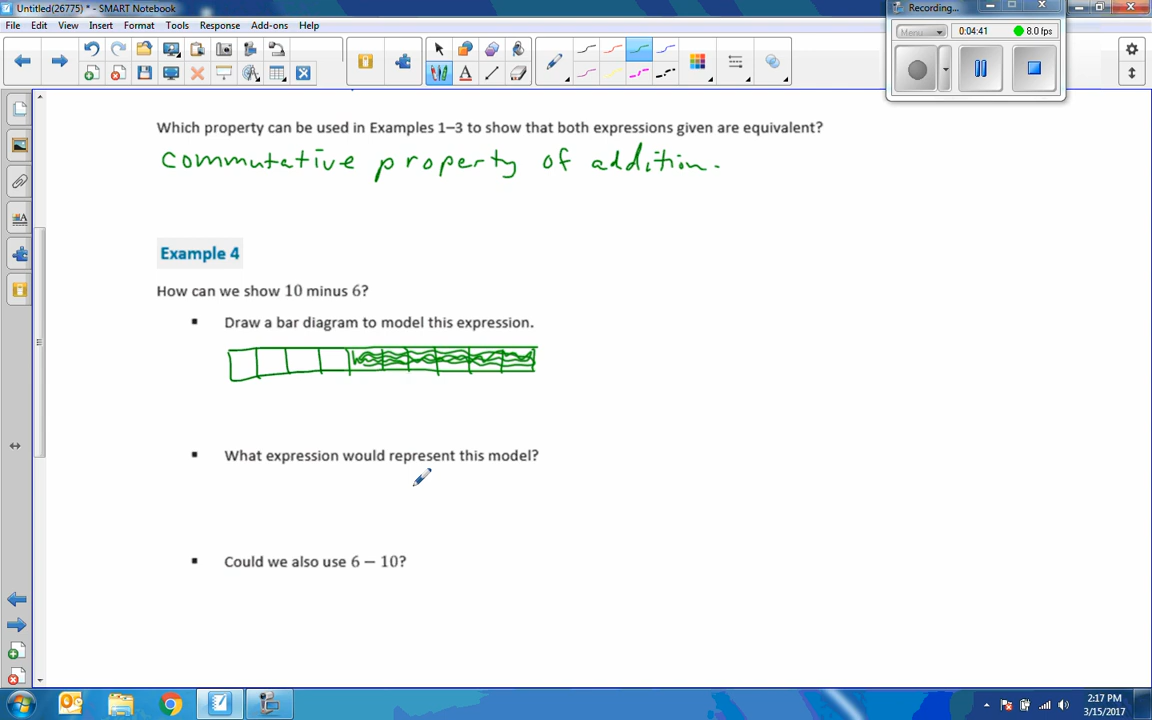 Untitled(26775) * - SMART Notebook
File Edit View Insert Format Tools Response Add-ons Help
Recording...
Menu 0:04:41 8.0 fps
Which property can be used in Examples 1–3 to show that both expressions given are equivalent?
commutative property of addition.
Example 4
How can we show 10 minus 6?
▪ Draw a bar diagram to model this expression.
▪ What expression would represent this model?
▪ Could we also use 6 − 10?
2:17 PM
3/15/2017